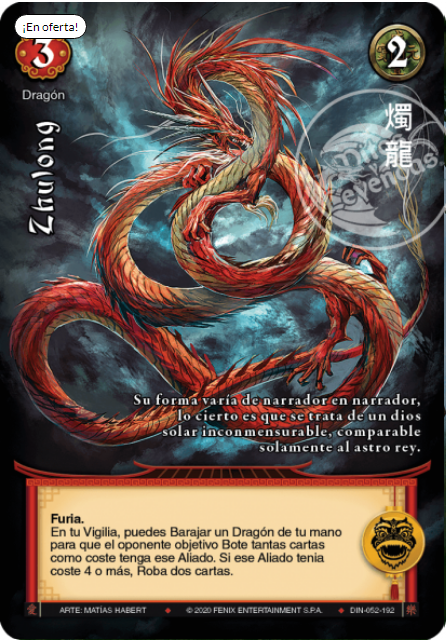 ¡En oferta!
3
2
Dragón
Zhulong
燭龍
Mitos y Leyendas
Su forma varía de narrador en narrador,
lo cierto es que se trata de un dios
solar inconmensurable, comparable
solamente al astro rey.
Furia.
En tu Vigilia, puedes Barajar un Dragón de tu mano
para que el oponente objetivo Bote tantas cartas
como coste tenga ese Aliado. Si ese Aliado tenia
coste 4 o más, Roba dos cartas.
ARTE: MATÍAS HABERT ♦ © 2020 FENIX ENTERTAINMENT S.P.A. ♦ DIN-052-192